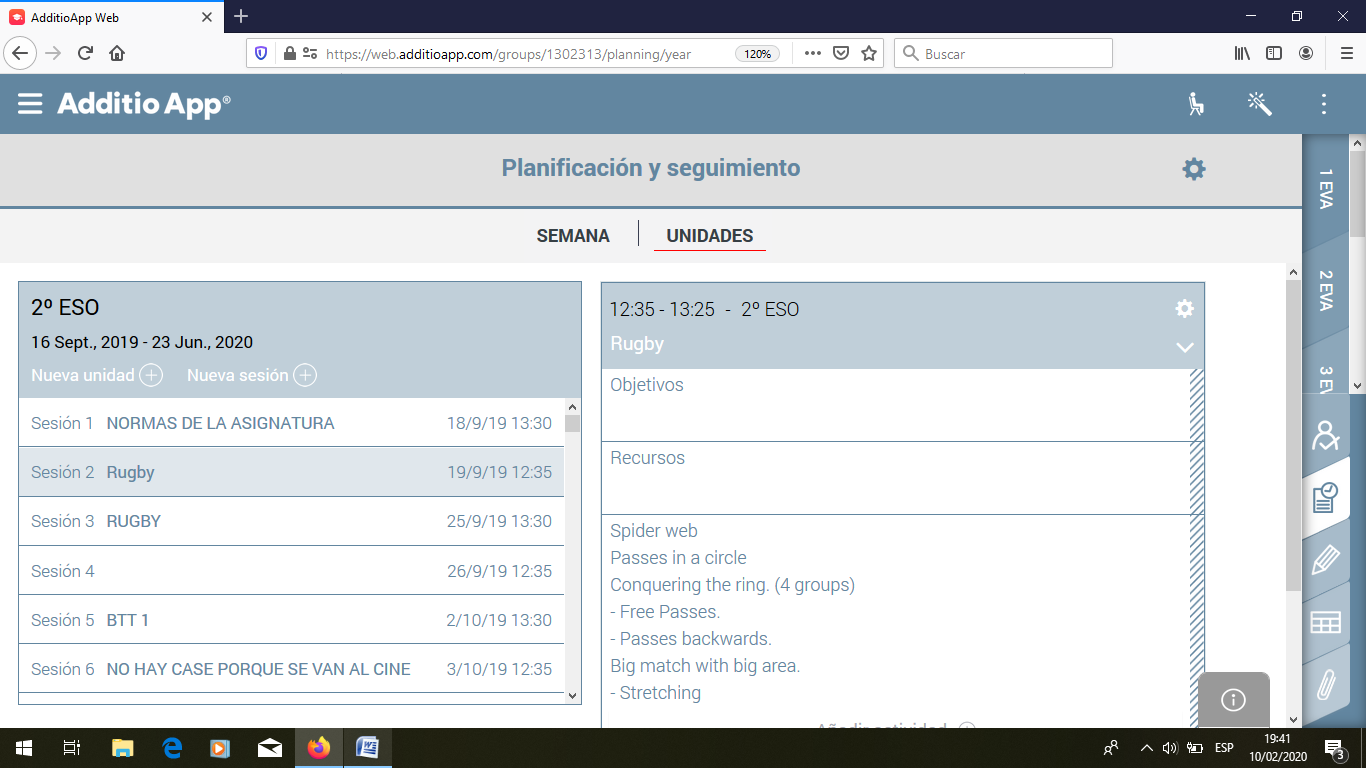 AdditioApp Web
https://web.additioapp.com/groups/1302313/planning/year
120%
Buscar
Additio App®
Planificación y seguimiento
SEMANA
UNIDADES
1 EVA
2 EVA
3 EV
2º ESO
16 Sept., 2019 - 23 Jun., 2020
Nueva unidad
Nueva sesión
Sesión 1 NORMAS DE LA ASIGNATURA 18/9/19 13:30
Sesión 2 Rugby 19/9/19 12:35
Sesión 3 RUGBY 25/9/19 13:30
Sesión 4 26/9/19 12:35
Sesión 5 BTT 1 2/10/19 13:30
Sesión 6 NO HAY CASE PORQUE SE VAN AL CINE 3/10/19 12:35
12:35 - 13:25 - 2º ESO
Rugby
Objetivos
Recursos
Spider web
Passes in a circle
Conquering the ring. (4 groups)
- Free Passes.
- Passes backwards.
Big match with big area.
- Stretching
Añadir actividad
ESP
19:41
10/02/2020
3